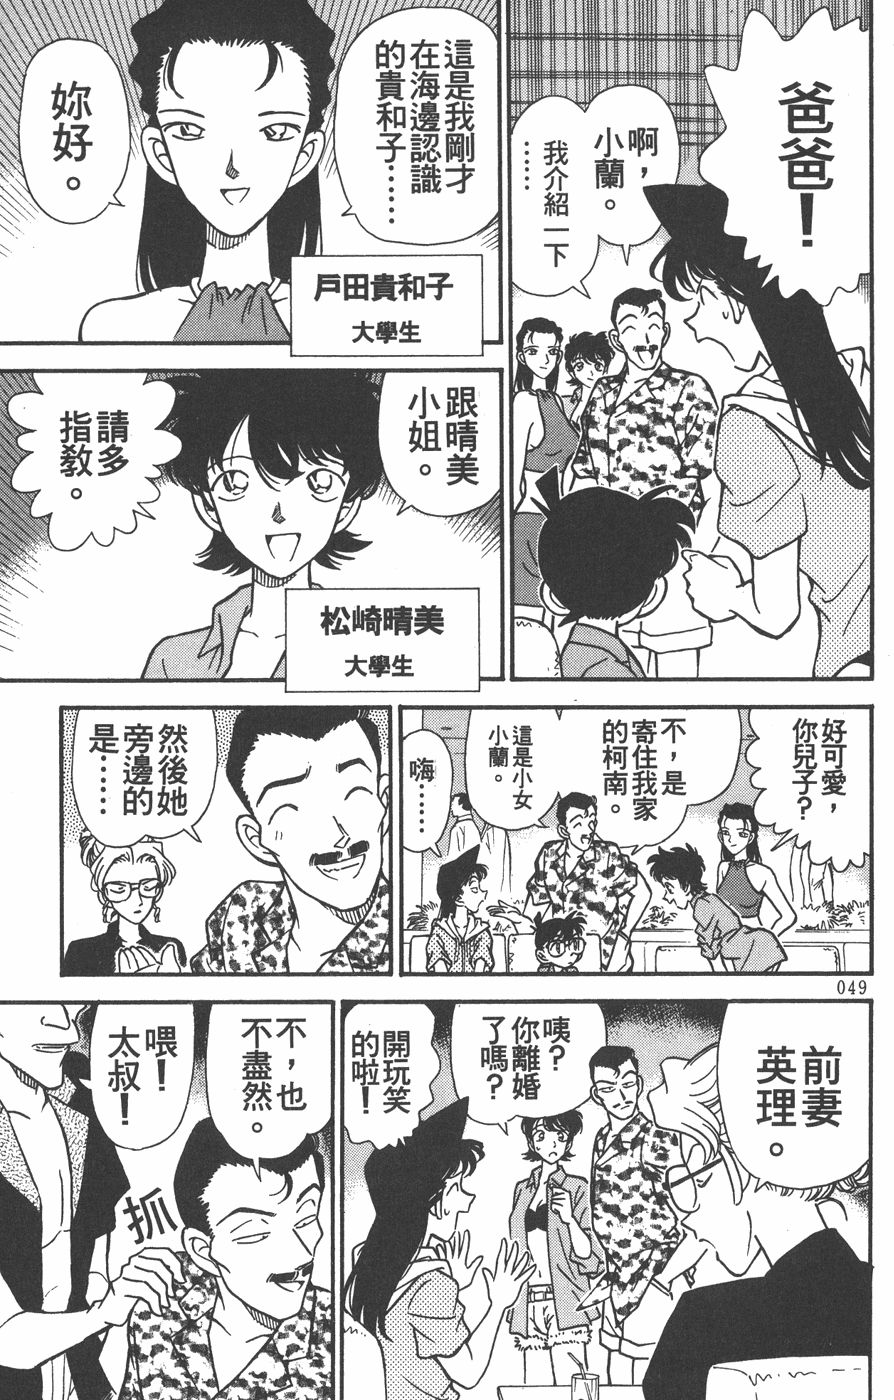 爸爸！
啊，
小蘭。
我介紹一下
……
這是我剛才
在海邊認識
的貴和子……
妳好。
戶田貴和子
大學生
跟晴美
小姐。
請多
指教。
松崎晴美
大學生
好可愛，
你兒子？
不，是
寄住我家
的柯南。
這是小女
小蘭。
嗨……
然後她
旁邊的
是……
049
前妻
英理。
咦？
你離婚
了嗎？
開玩笑
的啦！
不，也
不盡然。
喂！
太叔！
抓